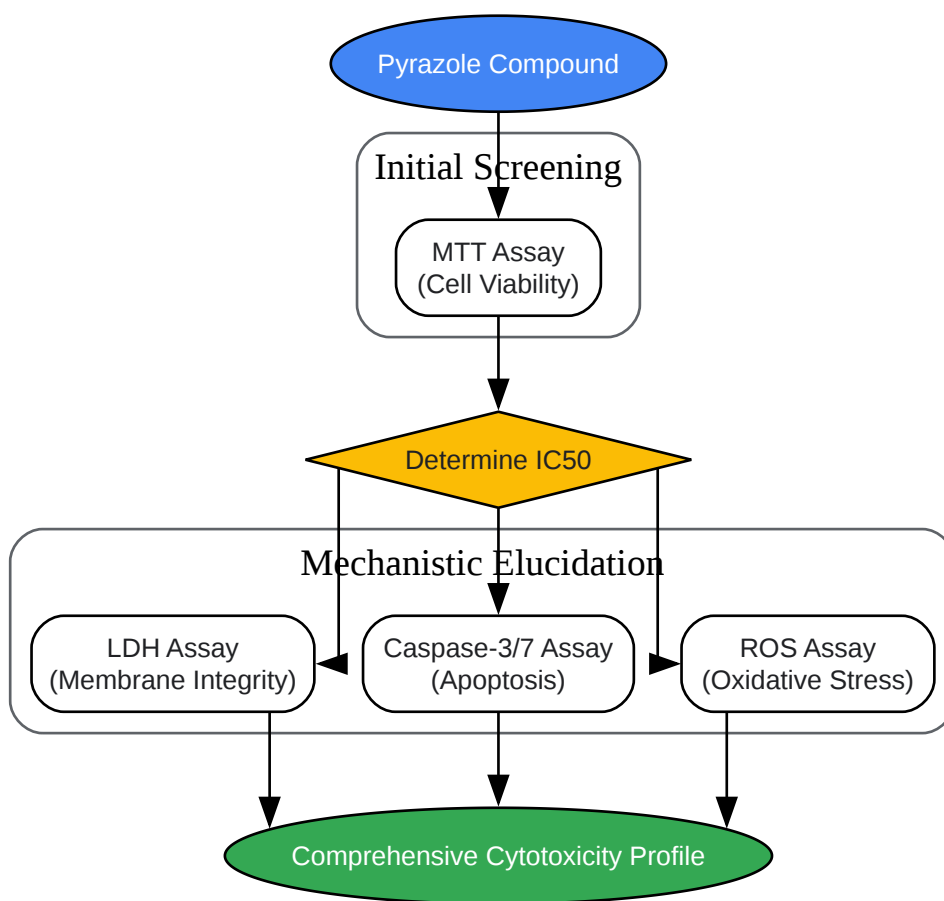 Pyrazole Compound
Initial Screening
MTT Assay
(Cell Viability)
Determine IC50
Mechanistic Elucidation
LDH Assay
(Membrane Integrity)
Caspase-3/7 Assay
(Apoptosis)
ROS Assay
(Oxidative Stress)
Comprehensive Cytotoxicity Profile